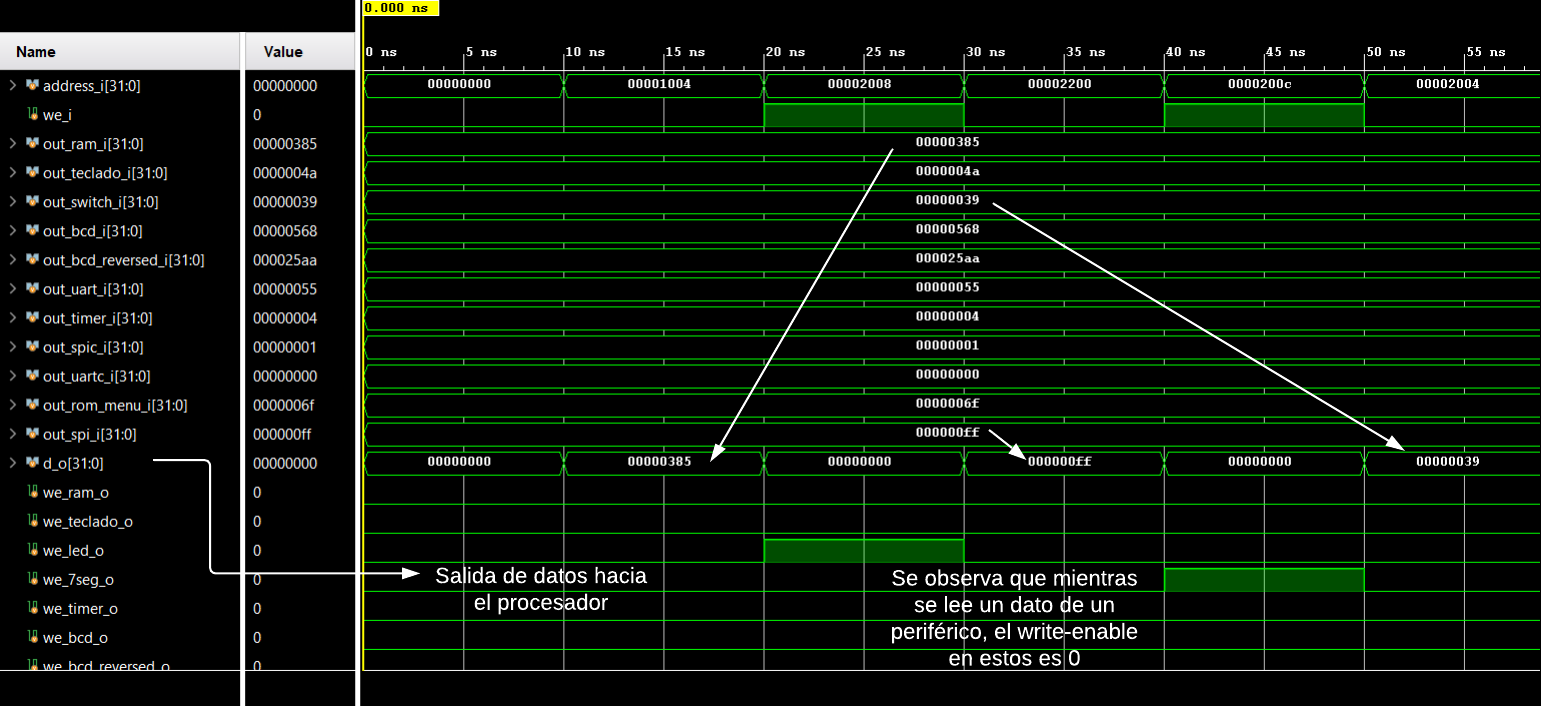 0.000 ns
Name Value
0 ns 5 ns 10 ns 15 ns 20 ns 25 ns 30 ns 35 ns 40 ns 45 ns 50 ns 55 ns
address_i[31:0] 00000000 00000000 00001004 00002008 00002200 0000200c 00002004
we_i 0
out_ram_i[31:0] 00000385 00000385
out_teclado_i[31:0] 0000004a 0000004a
out_switch_i[31:0] 00000039 00000039
out_bcd_i[31:0] 00000568 00000568
out_bcd_reversed_i[31:0] 000025aa 000025aa
out_uart_i[31:0] 00000055 00000055
out_timer_i[31:0] 00000004 00000004
out_spic_i[31:0] 00000001 00000001
out_uartc_i[31:0] 00000000 00000000
out_rom_menu_i[31:0] 0000006f 0000006f
out_spi_i[31:0] 000000ff 000000ff
d_o[31:0] 00000000 00000000 00000385 00000000 000000ff 00000000 00000039
we_ram_o 0
we_teclado_o 0
we_led_o 0
we_7seg_o 0
we_timer_o 0
we_bcd_o 0
we_bcd_reversed_o 0
Salida de datos hacia
el procesador
Se observa que mientras
se lee un dato de un
periférico, el write-enable
en estos es 0